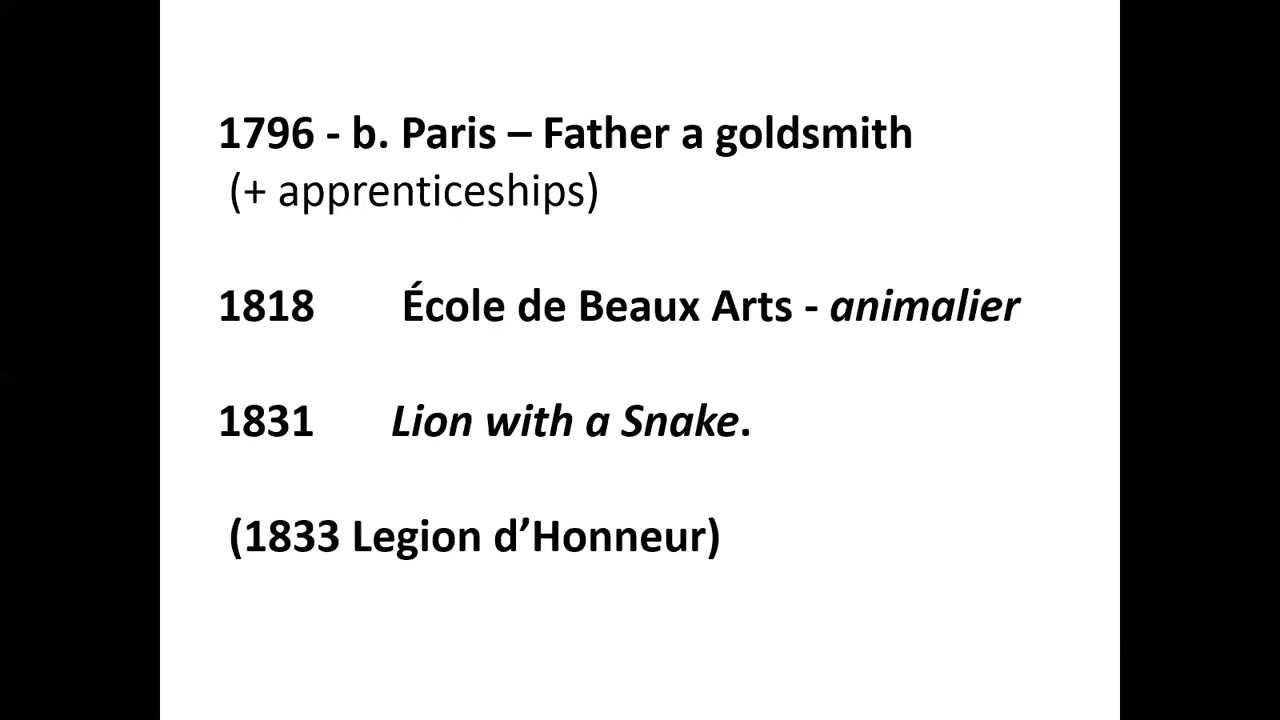 1796 - b. Paris – Father a goldsmith
(+ apprenticeships)
1818 École de Beaux Arts - animalier
1831 Lion with a Snake.
(1833 Legion d’Honneur)